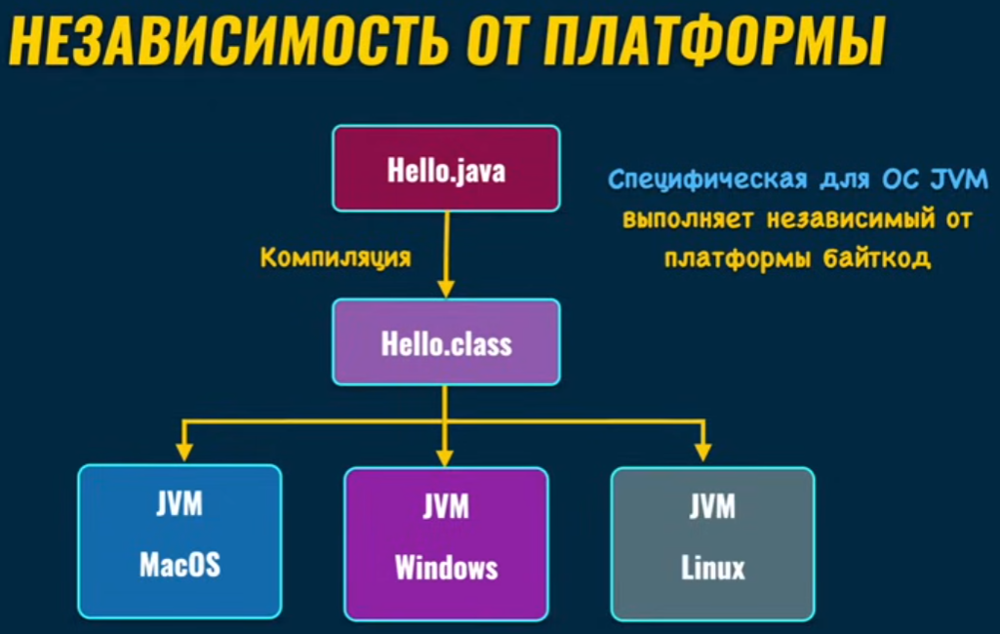 НЕЗАВИСИМОСТЬ ОТ ПЛАТФОРМЫ
Hello.java
Специфическая для ОС JVM
выполняет независимый от
платформы байткод
Компиляция
Hello.class
JVM
MacOS
JVM
Windows
JVM
Linux